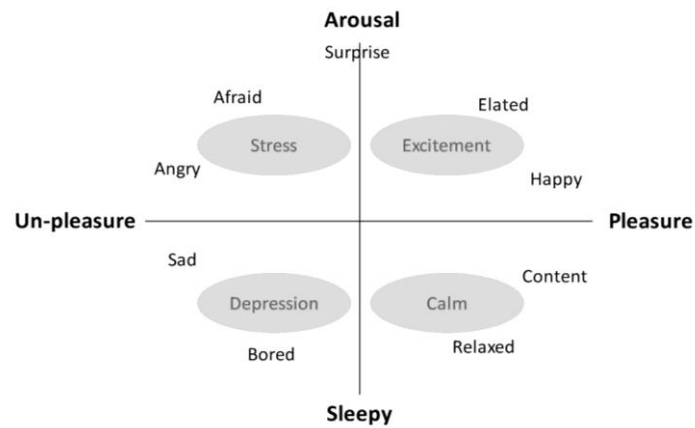 Arousal
Surprise
Afraid
Elated
Stress
Excitement
Angry
Happy
Un-pleasure
Pleasure
Sad
Content
Depression
Calm
Relaxed
Bored
Sleepy